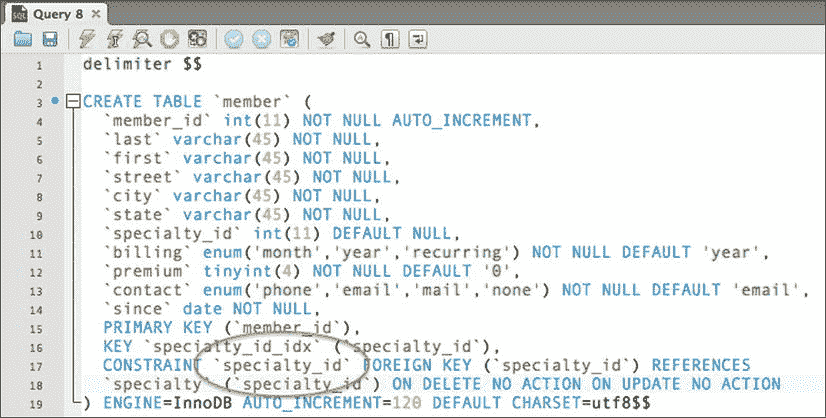 Query 8
1 delimiter $$
2
3 CREATE TABLE `member` (
4 `member_id` int(11) NOT NULL AUTO_INCREMENT,
5 `last` varchar(45) NOT NULL,
6 `first` varchar(45) NOT NULL,
7 `street` varchar(45) NOT NULL,
8 `city` varchar(45) NOT NULL,
9 `state` varchar(45) NOT NULL,
10 `specialty_id` int(11) DEFAULT NULL,
11 `billing` enum('month','year','recurring') NOT NULL DEFAULT 'year',
12 `premium` tinyint(4) NOT NULL DEFAULT '0',
13 `contact` enum('phone','email','mail','none') NOT NULL DEFAULT 'email',
14 `since` date NOT NULL,
15 PRIMARY KEY (`member_id`),
16 KEY `specialty_id_idx` (`specialty_id`),
17 CONSTRAINT `specialty_id` FOREIGN KEY (`specialty_id`) REFERENCES
18 `specialty` (`specialty_id`) ON DELETE NO ACTION ON UPDATE NO ACTION
19 ) ENGINE=InnoDB AUTO_INCREMENT=120 DEFAULT CHARSET=utf8$$